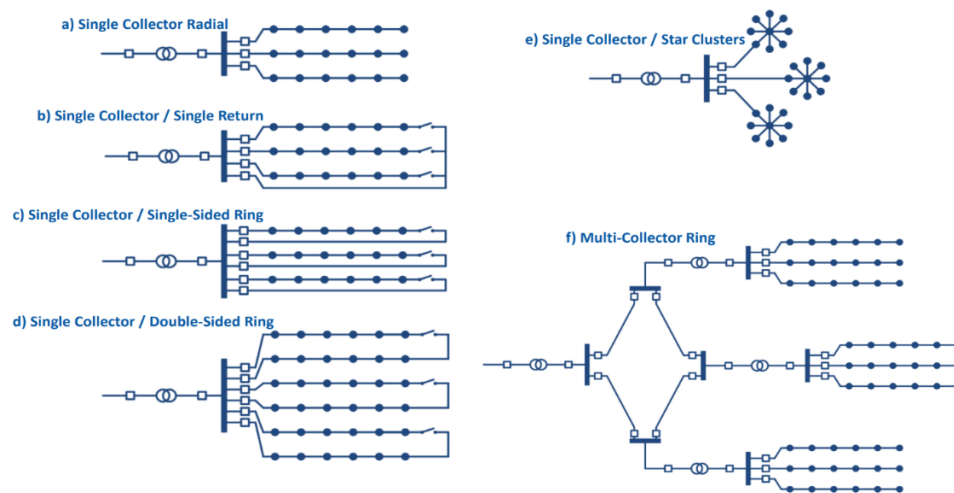 a) Single Collector Radial
b) Single Collector / Single Return
c) Single Collector / Single-Sided Ring
d) Single Collector / Double-Sided Ring
e) Single Collector / Star Clusters
f) Multi-Collector Ring